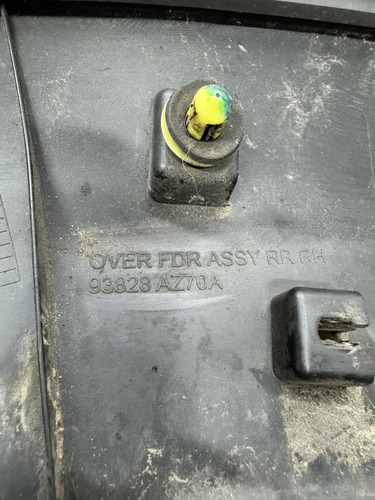 OVER FDR ASSY RR RH
93828 AZ70A